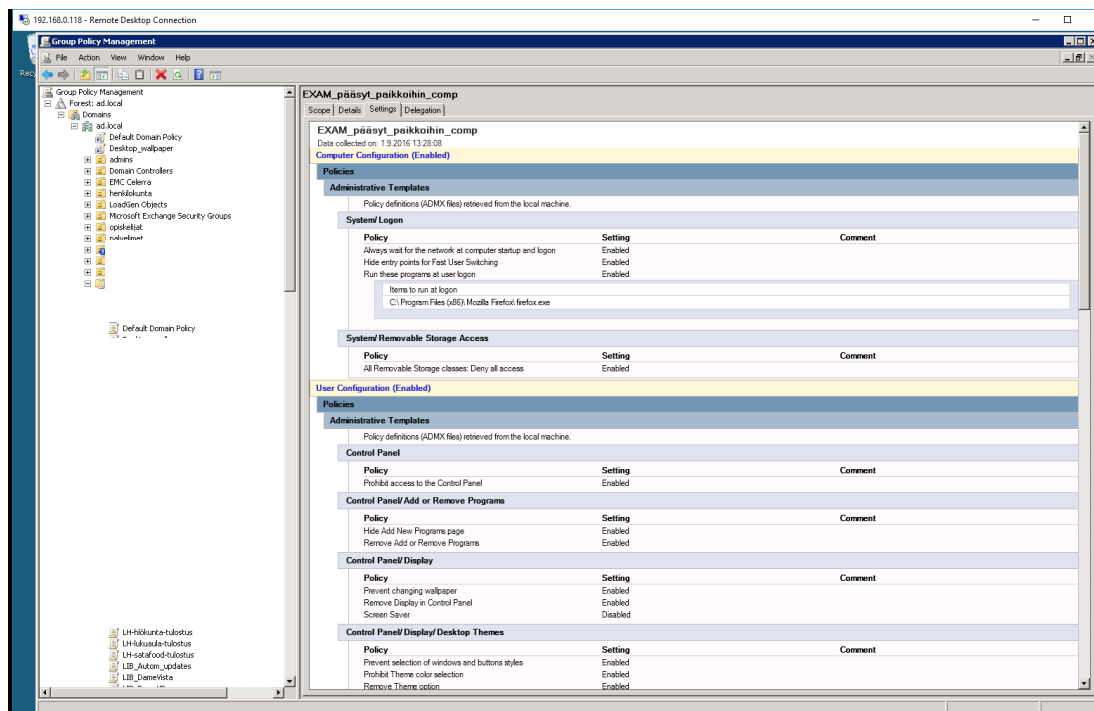 192.168.0.118 - Remote Desktop Connection
Group Policy Management
File Action View Window Help
Recy
Group Policy Management
Forest: ad.local
Domains
ad.local
Default Domain Policy
Desktop_wallpaper
admins
Domain Controllers
EMC Celerra
henkilokunta
LoadGen Objects
Microsoft Exchange Security Groups
opiskelijat
palvelimet
Default Domain Policy
LH-hlökunta-tulostus
LH-lukuaula-tulostus
LH-satafood-tulostus
LIB_Autom_updates
LIB_DameVista
EXAM_pääsyt_paikkoihin_comp
Scope Details Settings Delegation
EXAM_pääsyt_paikkoihin_comp
Data collected on: 1.9.2016 13:28:08
Computer Configuration (Enabled)
Policies
Administrative Templates
Policy definitions (ADMX files) retrieved from the local machine.
System/Logon
Policy Setting Comment
Always wait for the network at computer startup and logon Enabled
Hide entry points for Fast User Switching Enabled
Run these programs at user logon Enabled
Items to run at logon
C:\Program Files (x86)\Mozilla Firefox\firefox.exe
System/Removable Storage Access
Policy Setting Comment
All Removable Storage classes: Deny all access Enabled
User Configuration (Enabled)
Policies
Administrative Templates
Policy definitions (ADMX files) retrieved from the local machine.
Control Panel
Policy Setting Comment
Prohibit access to the Control Panel Enabled
Control Panel/Add or Remove Programs
Policy Setting Comment
Hide Add New Programs page Enabled
Remove Add or Remove Programs Enabled
Control Panel/Display
Policy Setting Comment
Prevent changing wallpaper Enabled
Remove Display in Control Panel Enabled
Screen Saver Disabled
Control Panel/Display/Desktop Themes
Policy Setting Comment
Prevent selection of windows and buttons styles Enabled
Prohibit Theme color selection Enabled
Remove Theme option Enabled